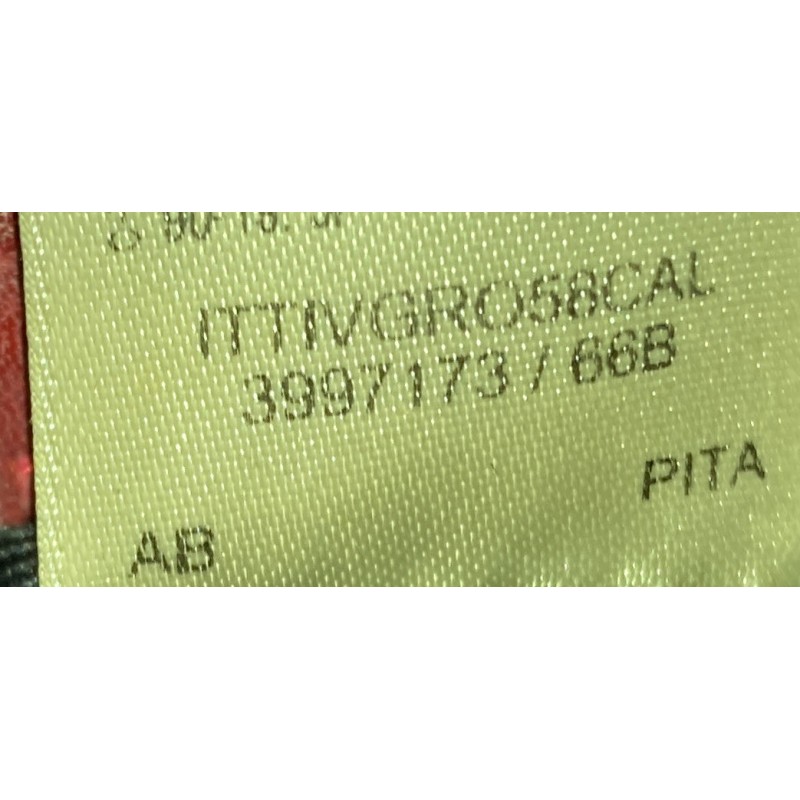 ITTIVGRO58CAL
3997173 / 66B
PITA
AB